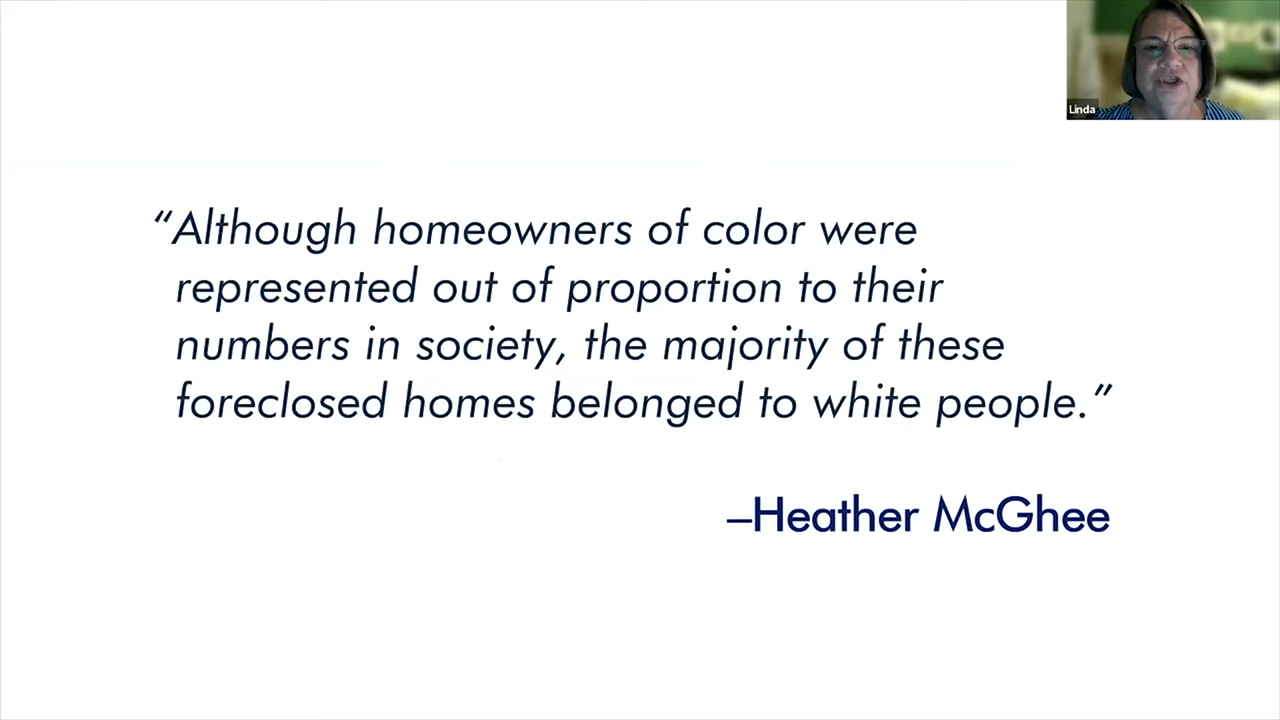 Linda
“Although homeowners of color were
represented out of proportion to their
numbers in society, the majority of these
foreclosed homes belonged to white people.”
–Heather McGhee